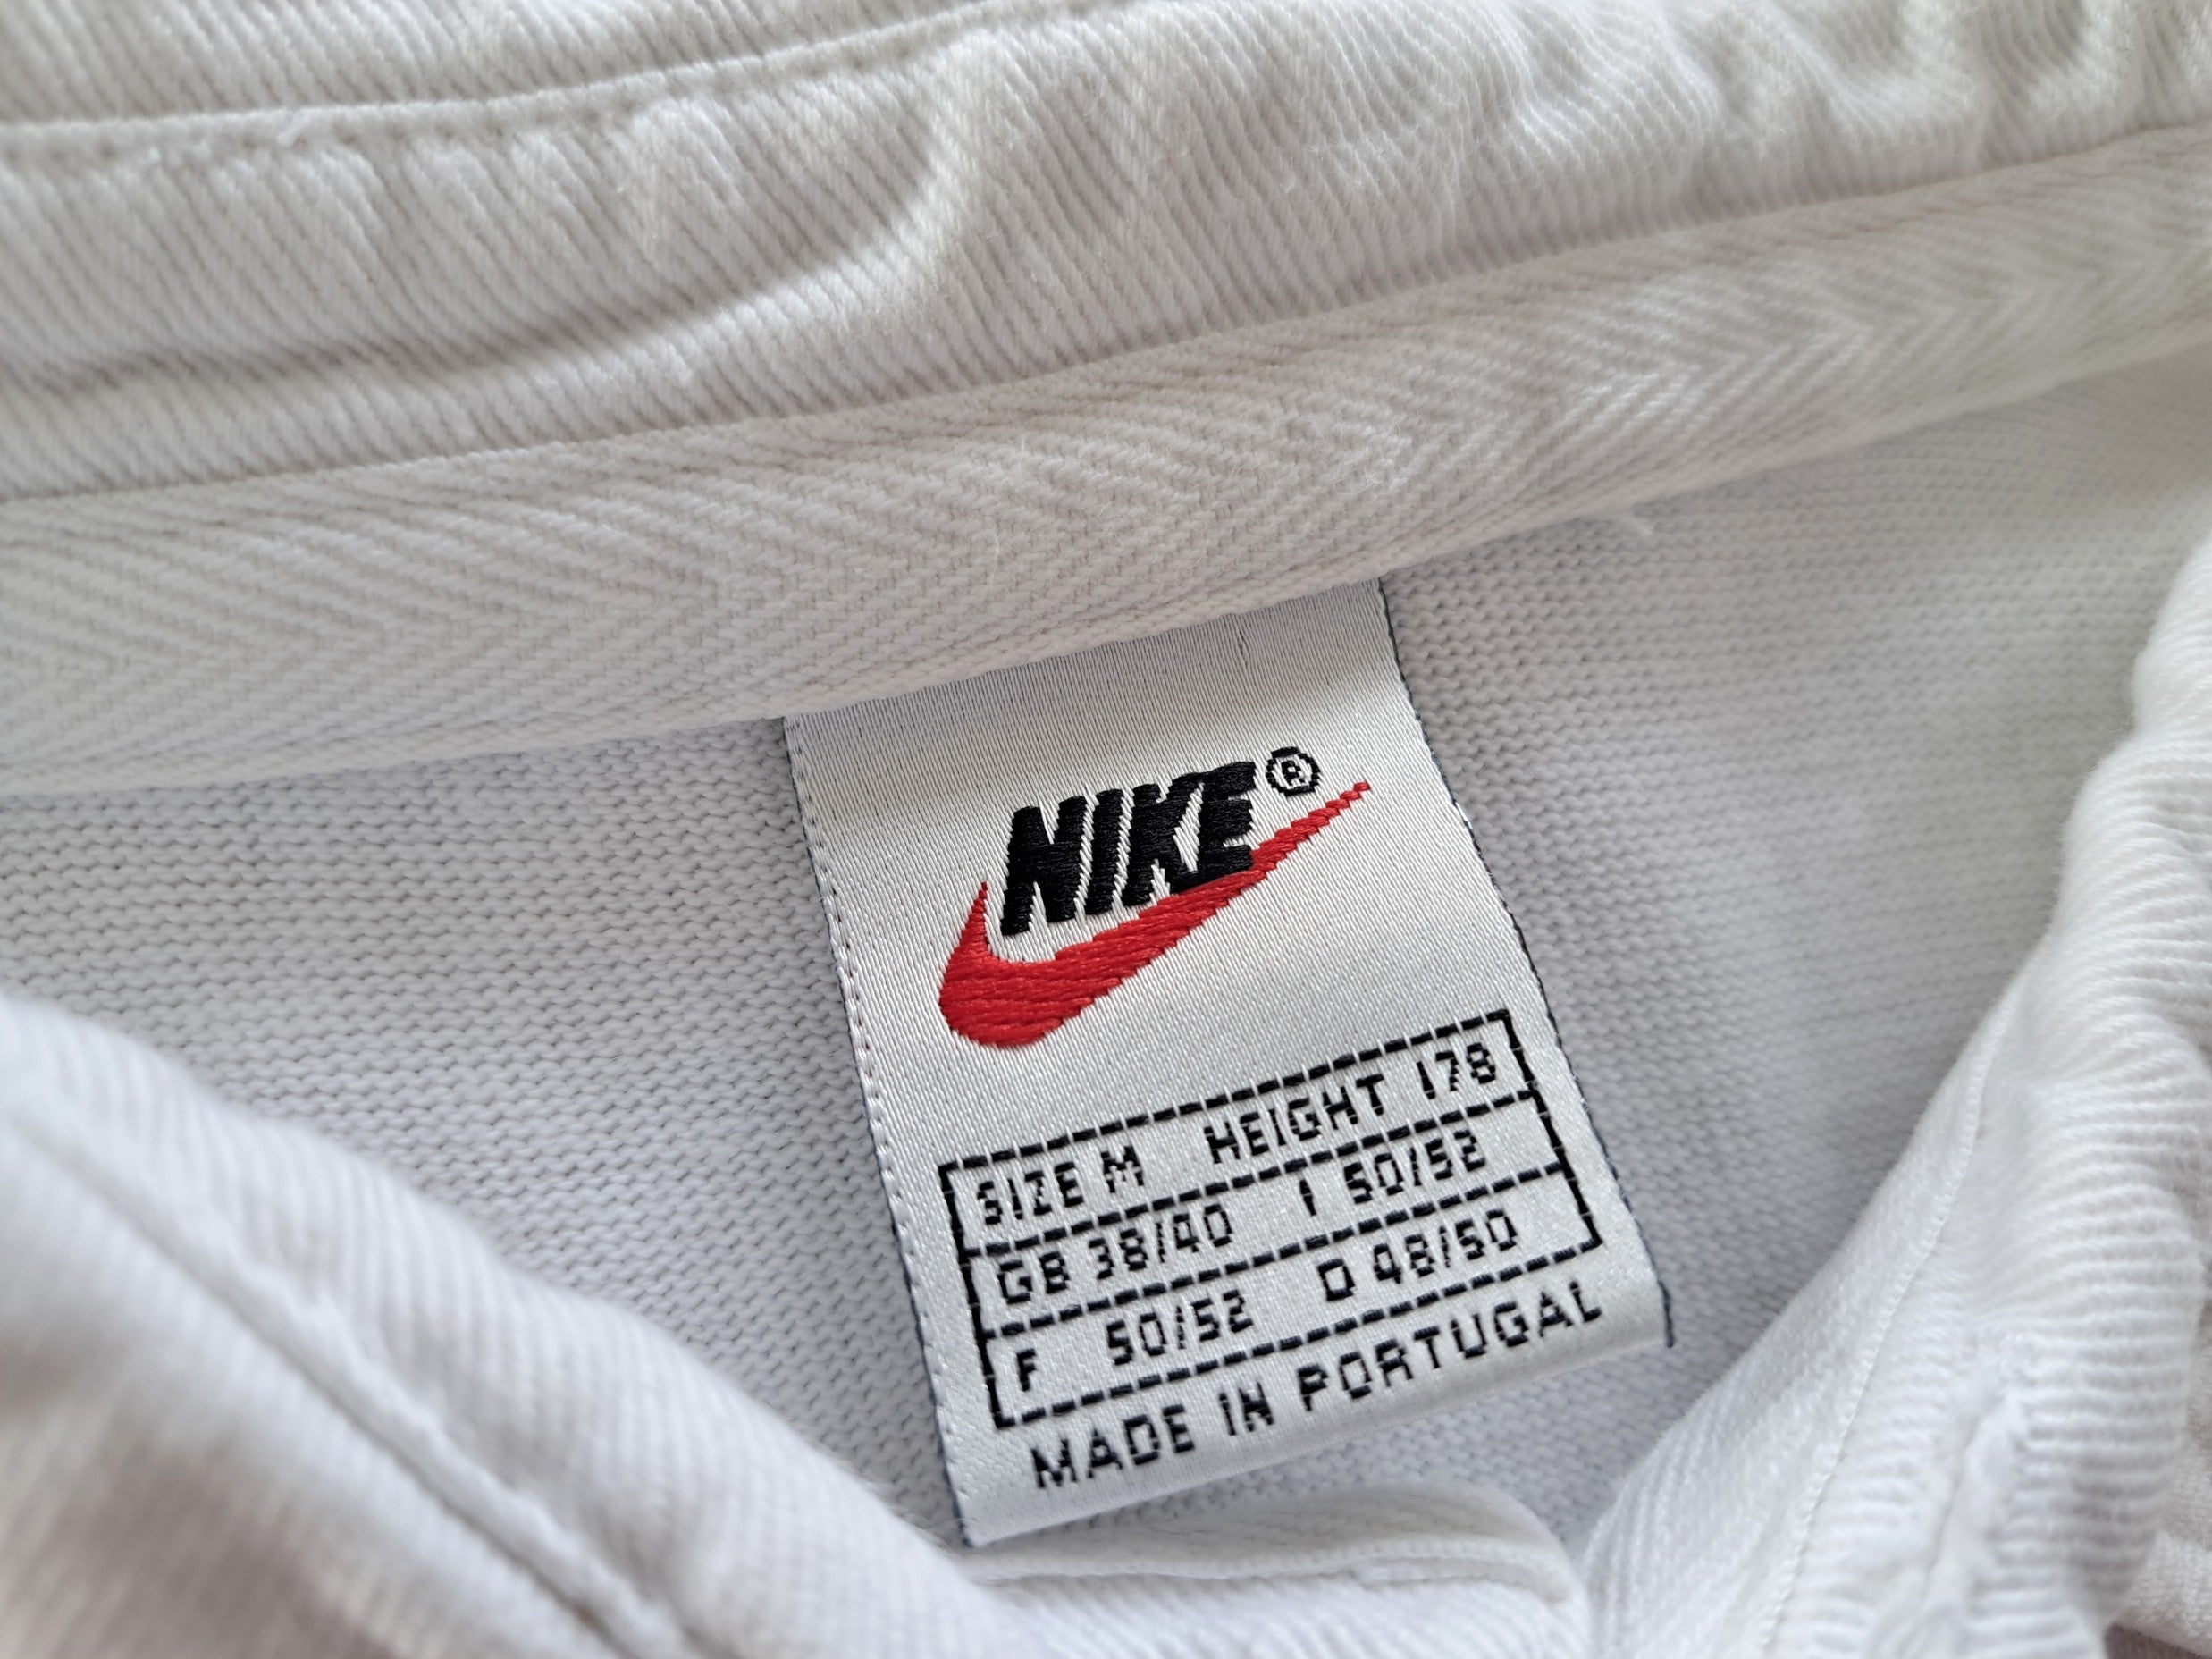 NIKE®
SIZE M HEIGHT 178
GB 38/40 I 50/52
F 50/52 D 48/50
MADE IN PORTUGAL